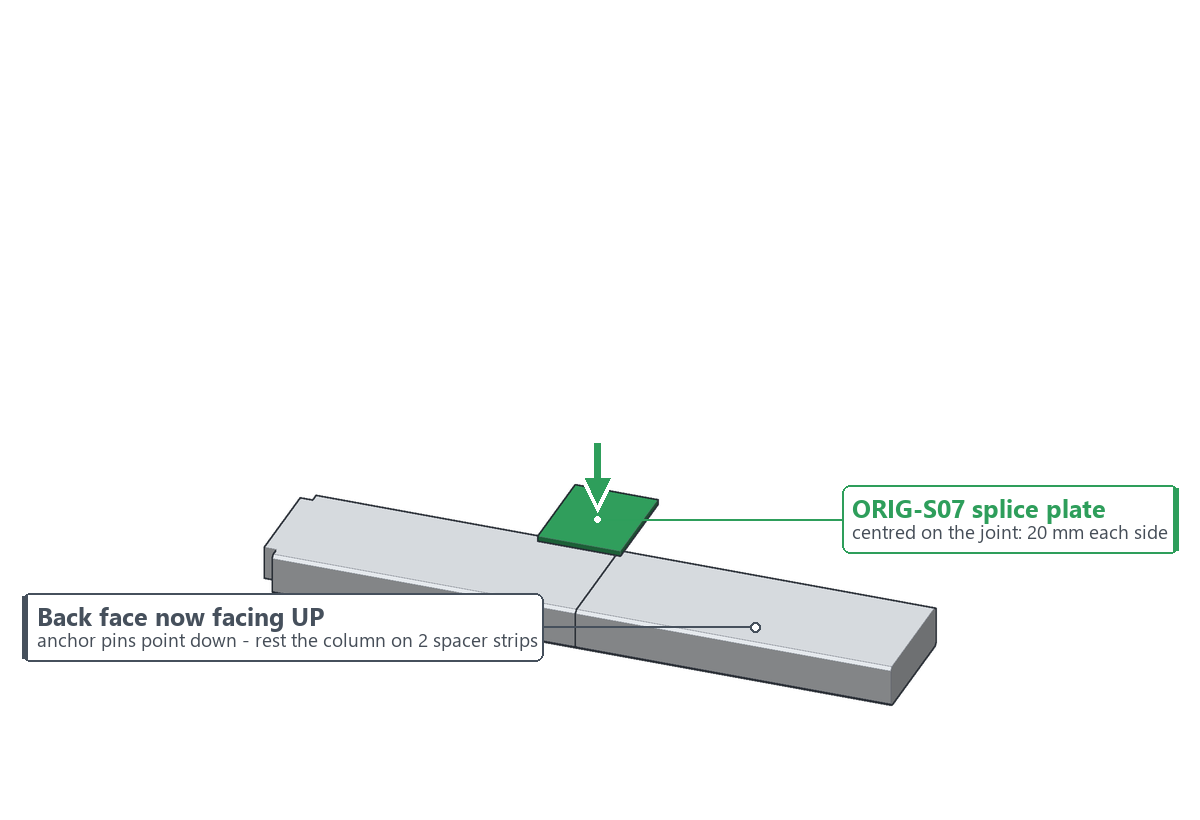 ORIG-S07 splice plate
centred on the joint: 20 mm each side
Back face now facing UP
anchor pins point down - rest the column on 2 spacer strips